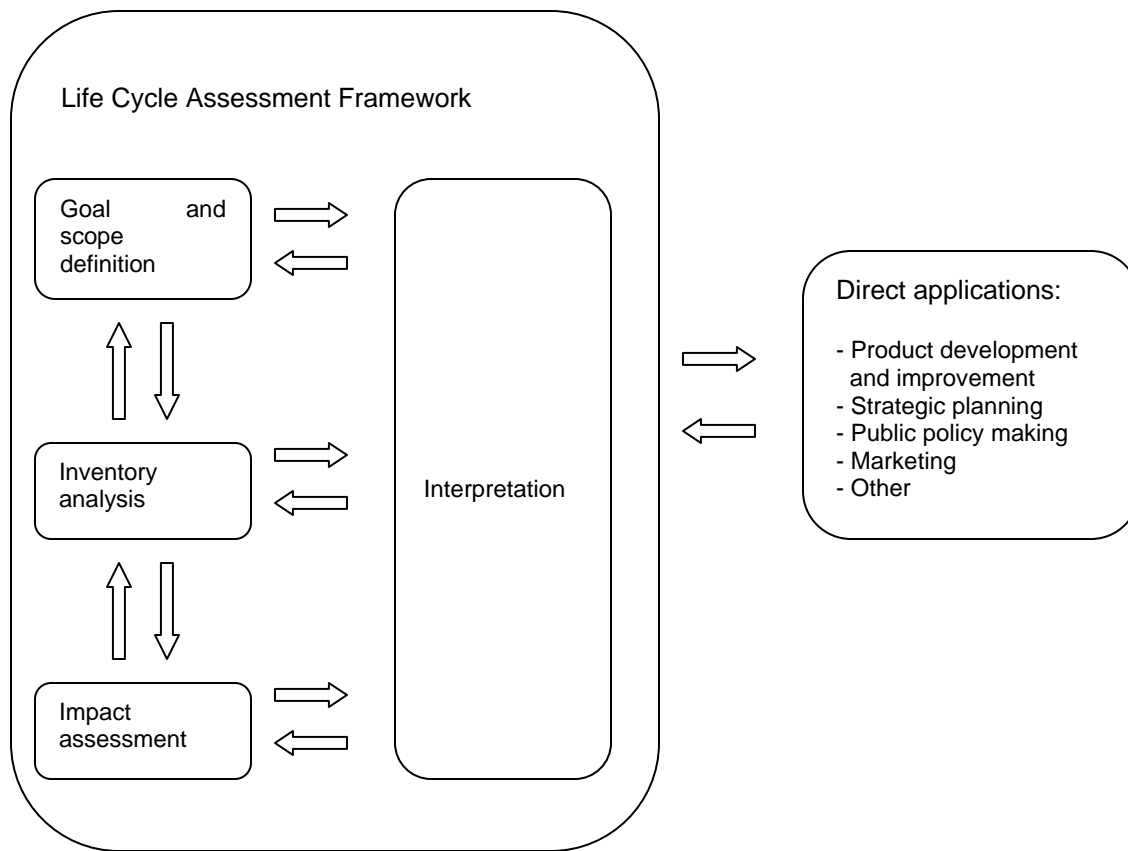 Life Cycle Assessment Framework
Goal and
scope
definition
Inventory
analysis
Impact
assessment
Interpretation
Direct applications:
- Product development
and improvement
- Strategic planning
- Public policy making
- Marketing
- Other